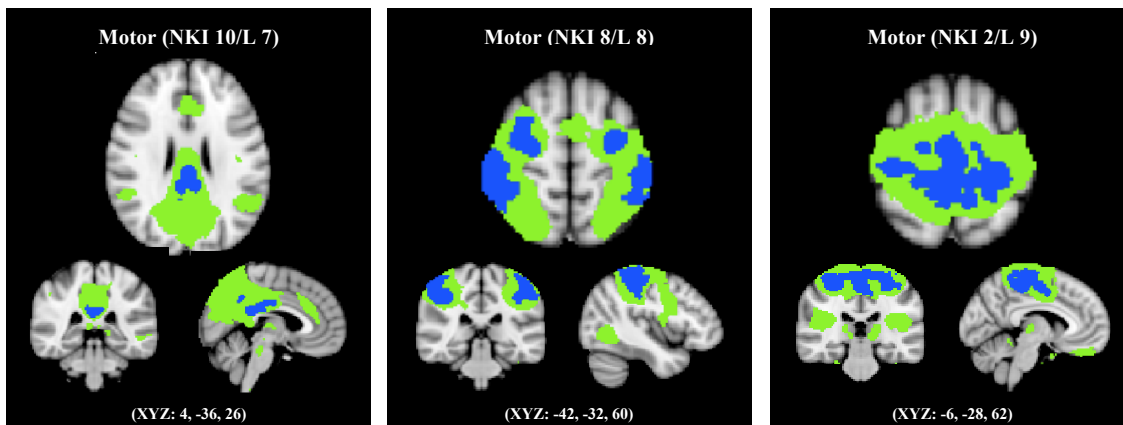 Motor (NKI 10/L 7)
(XYZ: 4, -36, 26)
Motor (NKI 8/L 8)
(XYZ: -42, -32, 60)
Motor (NKI 2/L 9)
(XYZ: -6, -28, 62)